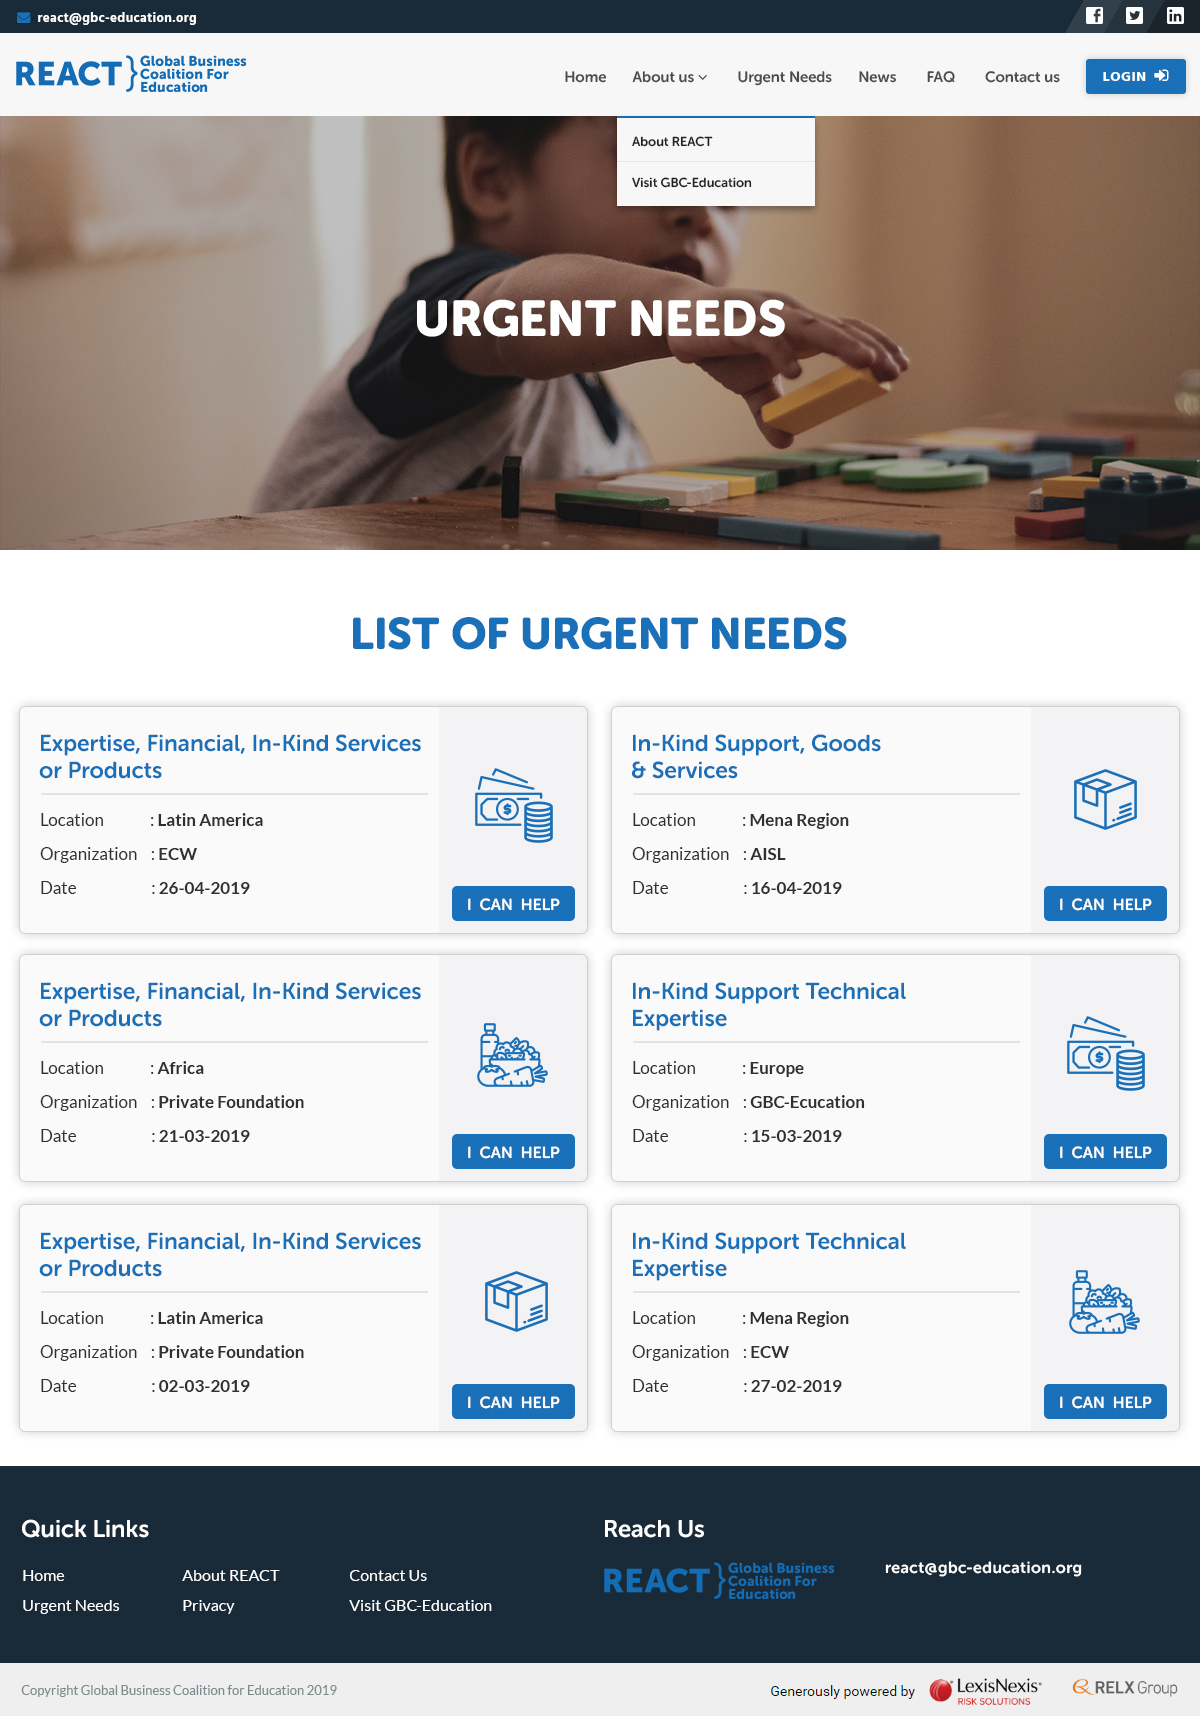 react@gbc-education.org
REACT
Global Business
Coalition For
Education
Home About us Urgent Needs News FAQ Contact us LOGIN
About REACT
Visit GBC-Education
URGENT NEEDS
LIST OF URGENT NEEDS
Expertise, Financial, In-Kind Services
or Products
Location : Latin America
Organization : ECW
Date : 26-04-2019
I CAN HELP
In-Kind Support, Goods
& Services
Location : Mena Region
Organization : AISL
Date : 16-04-2019
I CAN HELP
Expertise, Financial, In-Kind Services
or Products
Location : Africa
Organization : Private Foundation
Date : 21-03-2019
I CAN HELP
In-Kind Support Technical
Expertise
Location : Europe
Organization : GBC-Ecucation
Date : 15-03-2019
I CAN HELP
Expertise, Financial, In-Kind Services
or Products
Location : Latin America
Organization : Private Foundation
Date : 02-03-2019
I CAN HELP
In-Kind Support Technical
Expertise
Location : Mena Region
Organization : ECW
Date : 27-02-2019
I CAN HELP
Quick Links
Home About REACT Contact Us
Urgent Needs Privacy Visit GBC-Education
Reach Us
REACT
Global Business
Coalition For
Education
react@gbc-education.org
Copyright Global Business Coalition for Education 2019
Generously powered by
LexisNexis
RISK SOLUTIONS
RELX Group